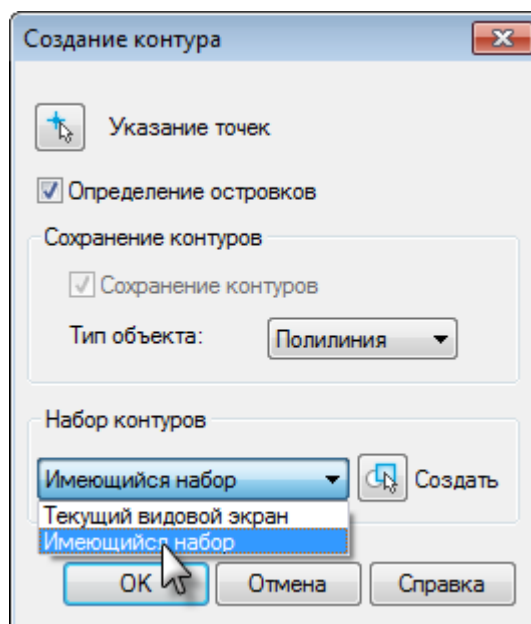 Создание контура
Указание точек
Определение островков
Сохранение контуров
Сохранение контуров
Тип объекта: Полилиния
Набор контуров
Имеющийся набор Создать
Текущий видовой экран
Имеющийся набор
OK Отмена Справка